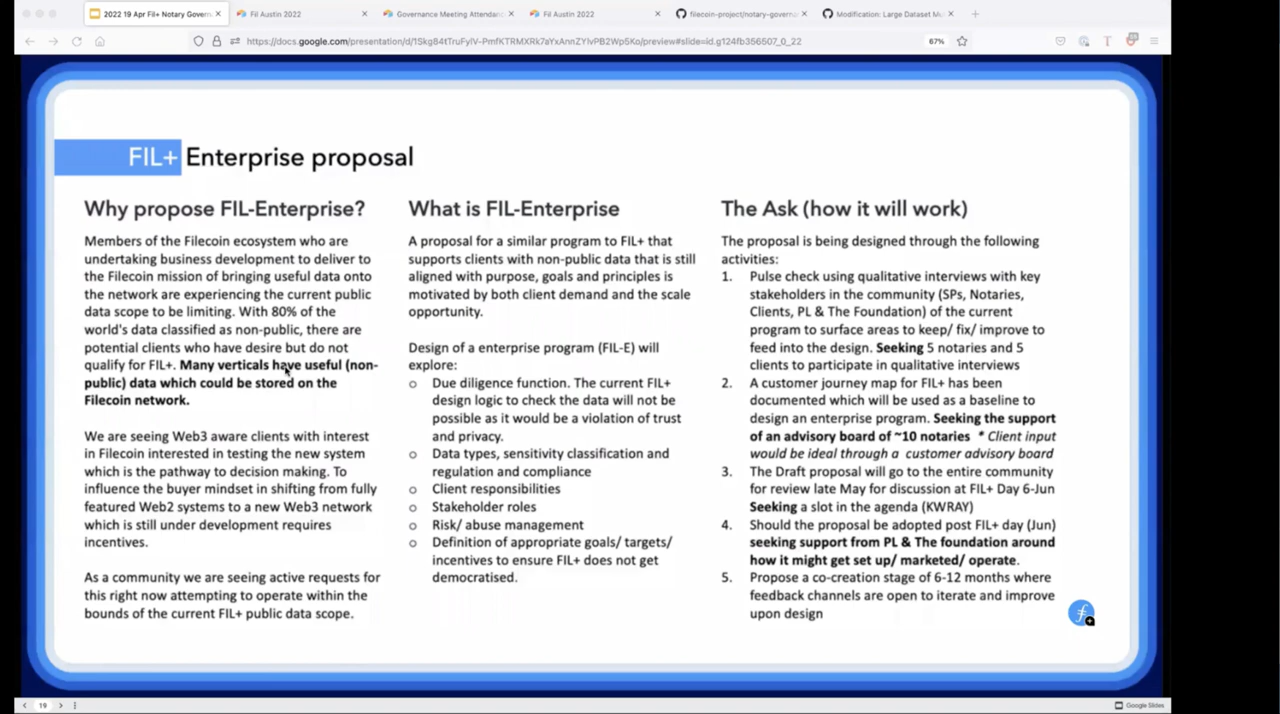 2022 19 Apr Fil+ Notary Govern
Fil Austin 2022
Governance Meeting Attendanc
Fil Austin 2022
filecoin-project/notary-governa
Modification: Large Dataset
67%
FIL+ Enterprise proposal
Why propose FIL-Enterprise?
Members of the Filecoin ecosystem who are
undertaking business development to deliver to
the Filecoin mission of bringing useful data onto
the network are experiencing the current public
data scope to be limiting. With 80% of the
world's data classified as non-public, there are
potential clients who have desire but do not
qualify for FIL+. Many verticals have useful (non-
public) data which could be stored on the
Filecoin network.
We are seeing Web3 aware clients with interest
in Filecoin interested in testing the new system
which is the pathway to decision making. To
influence the buyer mindset in shifting from fully
featured Web2 systems to a new Web3 network
which is still under development requires
incentives.
As a community we are seeing active requests for
this right now attempting to operate within the
bounds of the current FIL+ public data scope.
What is FIL-Enterprise
A proposal for a similar program to FIL+ that
supports clients with non-public data that is still
aligned with purpose, goals and principles is
motivated by both client demand and the scale
opportunity.
Design of a enterprise program (FIL-E) will
explore:
o Due diligence function. The current FIL+
design logic to check the data will not be
possible as it would be a violation of trust
and privacy.
o Data types, sensitivity classification and
regulation and compliance
o Client responsibilities
o Stakeholder roles
o Risk/ abuse management
o Definition of appropriate goals/ targets/
incentives to ensure FIL+ does not get
democratised.
The Ask (how it will work)
The proposal is being designed through the following
activities:
1. Pulse check using qualitative interviews with key
stakeholders in the community (SPs, Notaries,
Clients, PL & The Foundation) of the current
program to surface areas to keep/ fix/ improve to
feed into the design. Seeking 5 notaries and 5
clients to participate in qualitative interviews
2. A customer journey map for FIL+ has been
documented which will be used as a baseline to
design an enterprise program. Seeking the support
of an advisory board of ~10 notaries * Client input
would be ideal through a customer advisory board
3. The Draft proposal will go to the entire community
for review late May for discussion at FIL+ Day 6-Jun
Seeking a slot in the agenda (KWRAY)
4. Should the proposal be adopted post FIL+ day (Jun)
seeking support from PL & The foundation around
how it might get set up/ marketed/ operate.
5. Propose a co-creation stage of 6-12 months where
feedback channels are open to iterate and improve
upon design
19
Google Slides